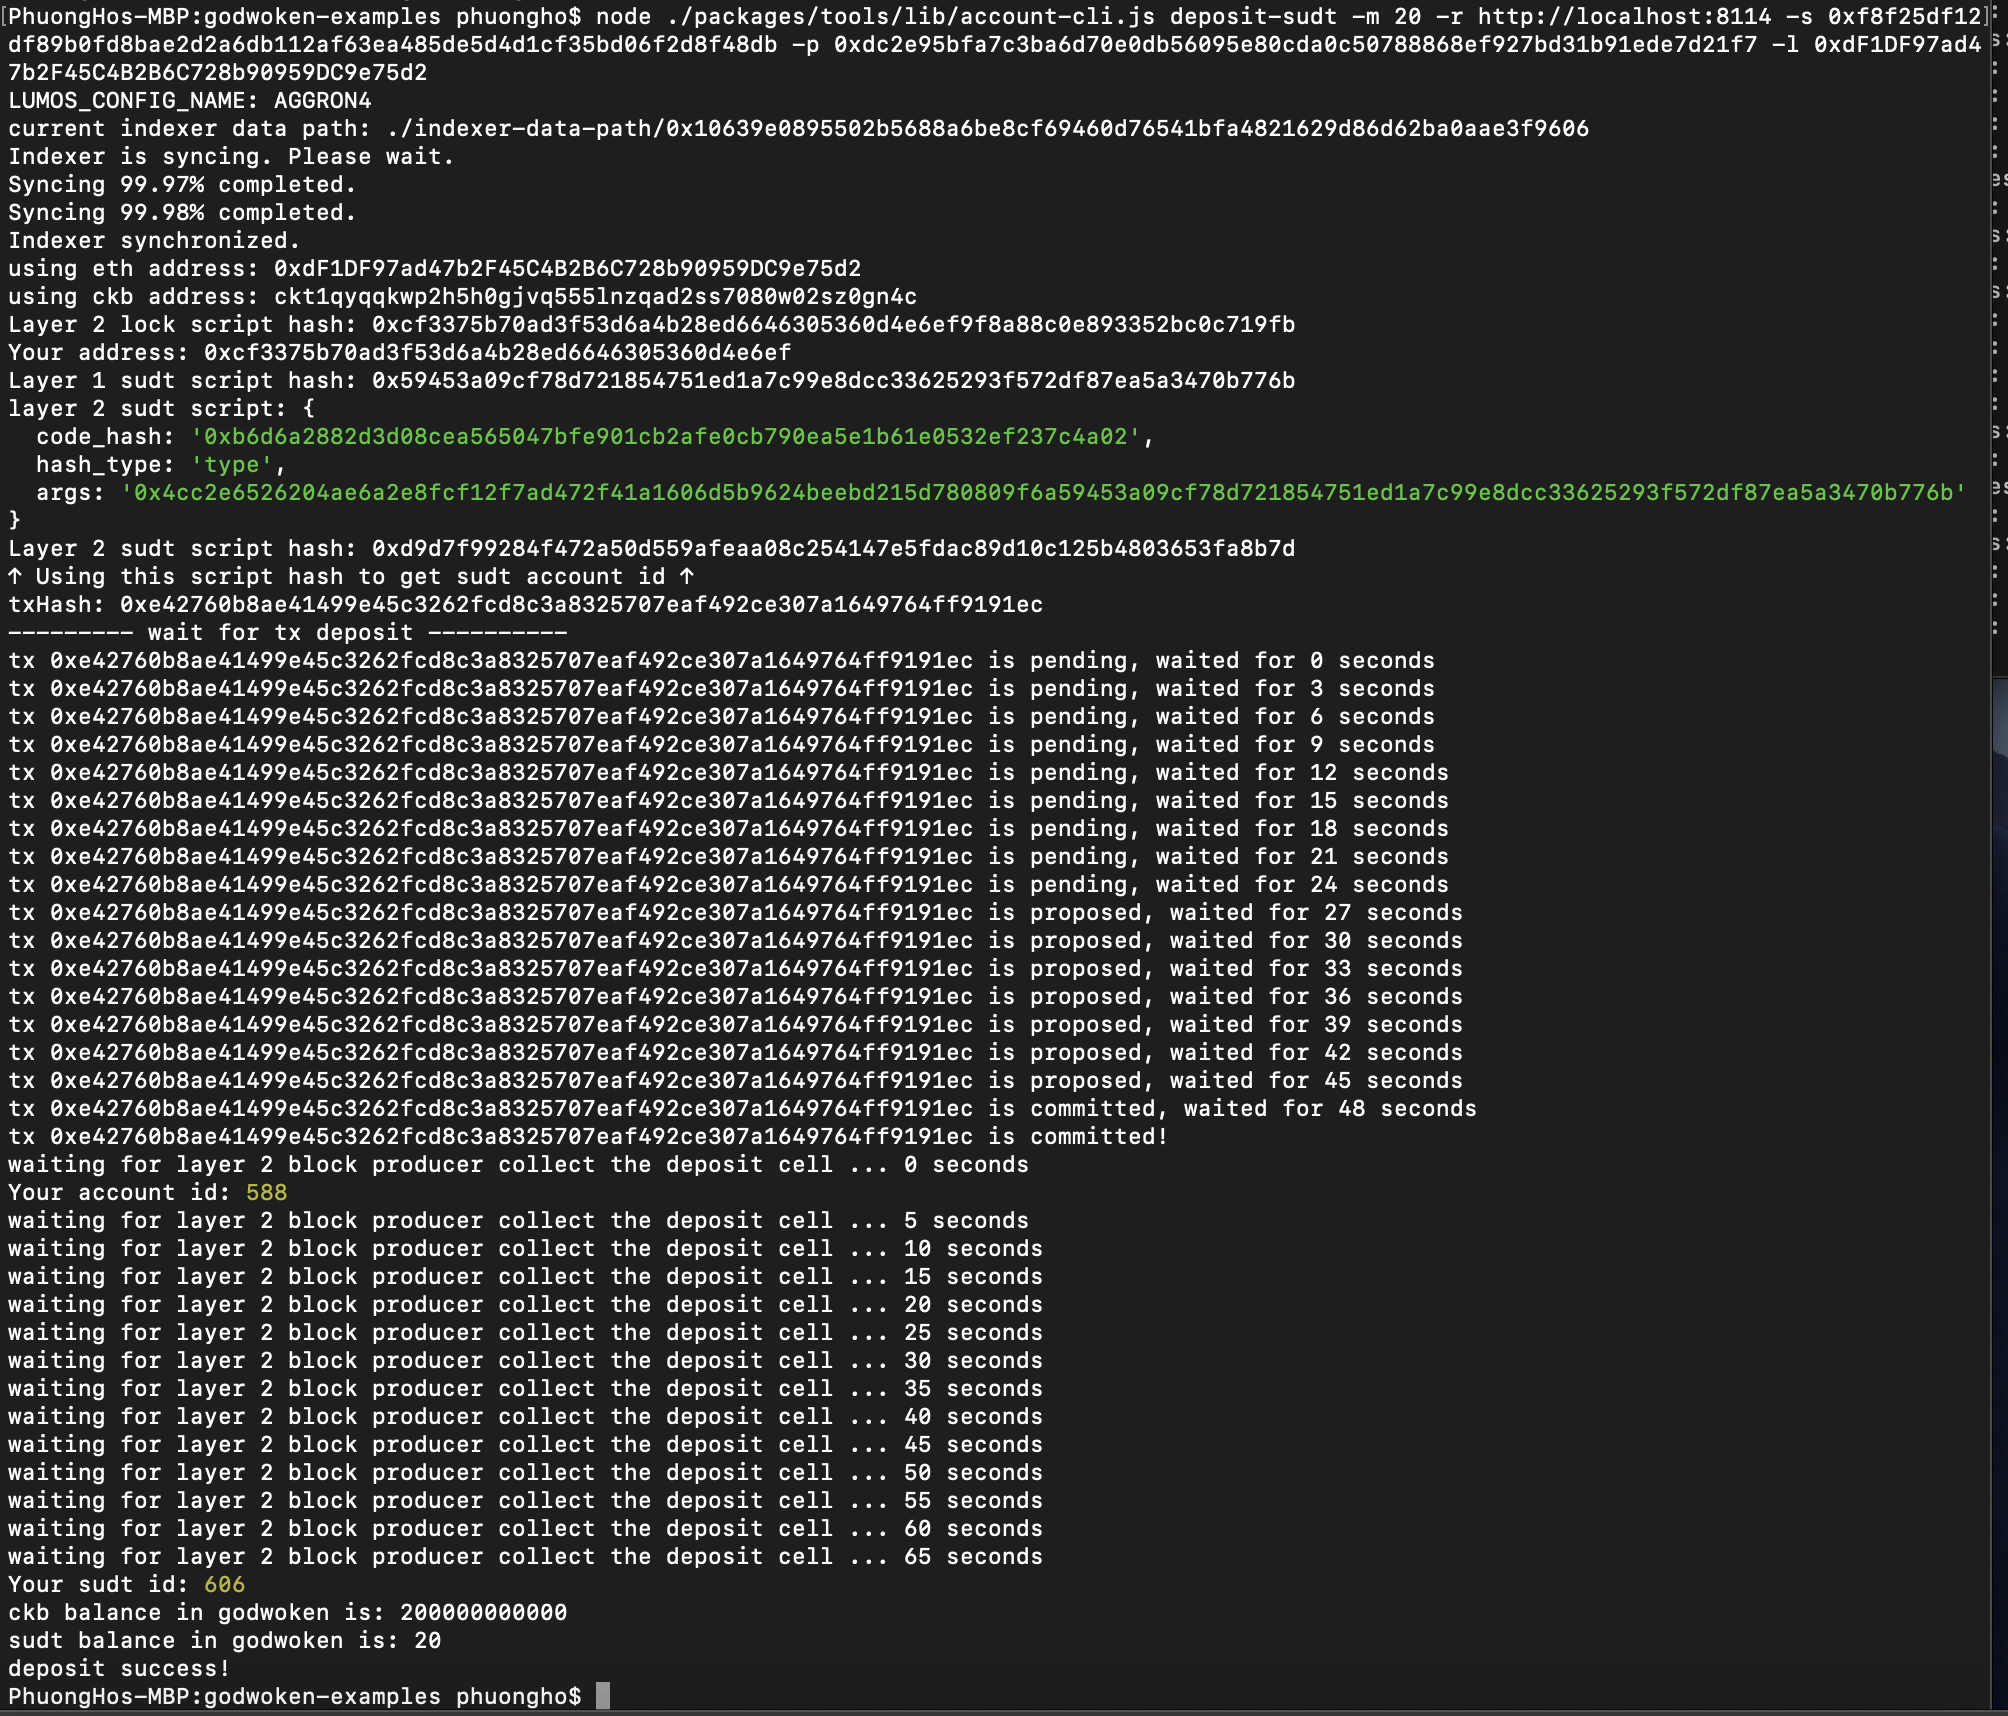 [PhuongHos-MBP:godwoken-examples phuongho$ node ./packages/tools/lib/account-cli.js deposit-sudt -m 20 -r http://localhost:8114 -s 0xf8f25df12]
df89b0fd8bae2d2a6db112af63ea485de5d4d1cf35bd06f2d8f48db -p 0xdc2e95bfa7c3ba6d70e0db56095e80cda0c50788868ef927bd31b91ede7d21f7 -l 0xdF1DF97ad4
7b2F45C4B2B6C728b90959DC9e75d2
LUMOS_CONFIG_NAME: AGGRON4
current indexer data path: ./indexer-data-path/0x10639e0895502b5688a6be8cf69460d76541bfa4821629d86d62ba0aae3f9606
Indexer is syncing. Please wait.
Syncing 99.97% completed.
Syncing 99.98% completed.
Indexer synchronized.
using eth address: 0xdF1DF97ad47b2F45C4B2B6C728b90959DC9e75d2
using ckb address: ckt1qyqqkwp2h5h0gjvq555lnzqad2ss7080w02sz0gn4c
Layer 2 lock script hash: 0xcf3375b70ad3f53d6a4b28ed6646305360d4e6ef9f8a88c0e893352bc0c719fb
Your address: 0xcf3375b70ad3f53d6a4b28ed6646305360d4e6ef
Layer 1 sudt script hash: 0x59453a09cf78d721854751ed1a7c99e8dcc33625293f572df87ea5a3470b776b
layer 2 sudt script: {
  code_hash: '0xb6d6a2882d3d08cea565047bfe901cb2afe0cb790ea5e1b61e0532ef237c4a02',
  hash_type: 'type',
  args: '0x4cc2e6526204ae6a2e8fcf12f7ad472f41a1606d5b9624beebd215d780809f6a59453a09cf78d721854751ed1a7c99e8dcc33625293f572df87ea5a3470b776b'
}
Layer 2 sudt script hash: 0xd9d7f99284f472a50d559afeaa08c254147e5fdac89d10c125b4803653fa8b7d
↑ Using this script hash to get sudt account id ↑
txHash: 0xe42760b8ae41499e45c3262fcd8c3a8325707eaf492ce307a1649764ff9191ec
--------- wait for tx deposit ----------
tx 0xe42760b8ae41499e45c3262fcd8c3a8325707eaf492ce307a1649764ff9191ec is pending, waited for 0 seconds
tx 0xe42760b8ae41499e45c3262fcd8c3a8325707eaf492ce307a1649764ff9191ec is pending, waited for 3 seconds
tx 0xe42760b8ae41499e45c3262fcd8c3a8325707eaf492ce307a1649764ff9191ec is pending, waited for 6 seconds
tx 0xe42760b8ae41499e45c3262fcd8c3a8325707eaf492ce307a1649764ff9191ec is pending, waited for 9 seconds
tx 0xe42760b8ae41499e45c3262fcd8c3a8325707eaf492ce307a1649764ff9191ec is pending, waited for 12 seconds
tx 0xe42760b8ae41499e45c3262fcd8c3a8325707eaf492ce307a1649764ff9191ec is pending, waited for 15 seconds
tx 0xe42760b8ae41499e45c3262fcd8c3a8325707eaf492ce307a1649764ff9191ec is pending, waited for 18 seconds
tx 0xe42760b8ae41499e45c3262fcd8c3a8325707eaf492ce307a1649764ff9191ec is pending, waited for 21 seconds
tx 0xe42760b8ae41499e45c3262fcd8c3a8325707eaf492ce307a1649764ff9191ec is pending, waited for 24 seconds
tx 0xe42760b8ae41499e45c3262fcd8c3a8325707eaf492ce307a1649764ff9191ec is proposed, waited for 27 seconds
tx 0xe42760b8ae41499e45c3262fcd8c3a8325707eaf492ce307a1649764ff9191ec is proposed, waited for 30 seconds
tx 0xe42760b8ae41499e45c3262fcd8c3a8325707eaf492ce307a1649764ff9191ec is proposed, waited for 33 seconds
tx 0xe42760b8ae41499e45c3262fcd8c3a8325707eaf492ce307a1649764ff9191ec is proposed, waited for 36 seconds
tx 0xe42760b8ae41499e45c3262fcd8c3a8325707eaf492ce307a1649764ff9191ec is proposed, waited for 39 seconds
tx 0xe42760b8ae41499e45c3262fcd8c3a8325707eaf492ce307a1649764ff9191ec is proposed, waited for 42 seconds
tx 0xe42760b8ae41499e45c3262fcd8c3a8325707eaf492ce307a1649764ff9191ec is proposed, waited for 45 seconds
tx 0xe42760b8ae41499e45c3262fcd8c3a8325707eaf492ce307a1649764ff9191ec is committed, waited for 48 seconds
tx 0xe42760b8ae41499e45c3262fcd8c3a8325707eaf492ce307a1649764ff9191ec is committed!
waiting for layer 2 block producer collect the deposit cell ... 0 seconds
Your account id: 588
waiting for layer 2 block producer collect the deposit cell ... 5 seconds
waiting for layer 2 block producer collect the deposit cell ... 10 seconds
waiting for layer 2 block producer collect the deposit cell ... 15 seconds
waiting for layer 2 block producer collect the deposit cell ... 20 seconds
waiting for layer 2 block producer collect the deposit cell ... 25 seconds
waiting for layer 2 block producer collect the deposit cell ... 30 seconds
waiting for layer 2 block producer collect the deposit cell ... 35 seconds
waiting for layer 2 block producer collect the deposit cell ... 40 seconds
waiting for layer 2 block producer collect the deposit cell ... 45 seconds
waiting for layer 2 block producer collect the deposit cell ... 50 seconds
waiting for layer 2 block producer collect the deposit cell ... 55 seconds
waiting for layer 2 block producer collect the deposit cell ... 60 seconds
waiting for layer 2 block producer collect the deposit cell ... 65 seconds
Your sudt id: 606
ckb balance in godwoken is: 200000000000
sudt balance in godwoken is: 20
deposit success!
PhuongHos-MBP:godwoken-examples phuongho$